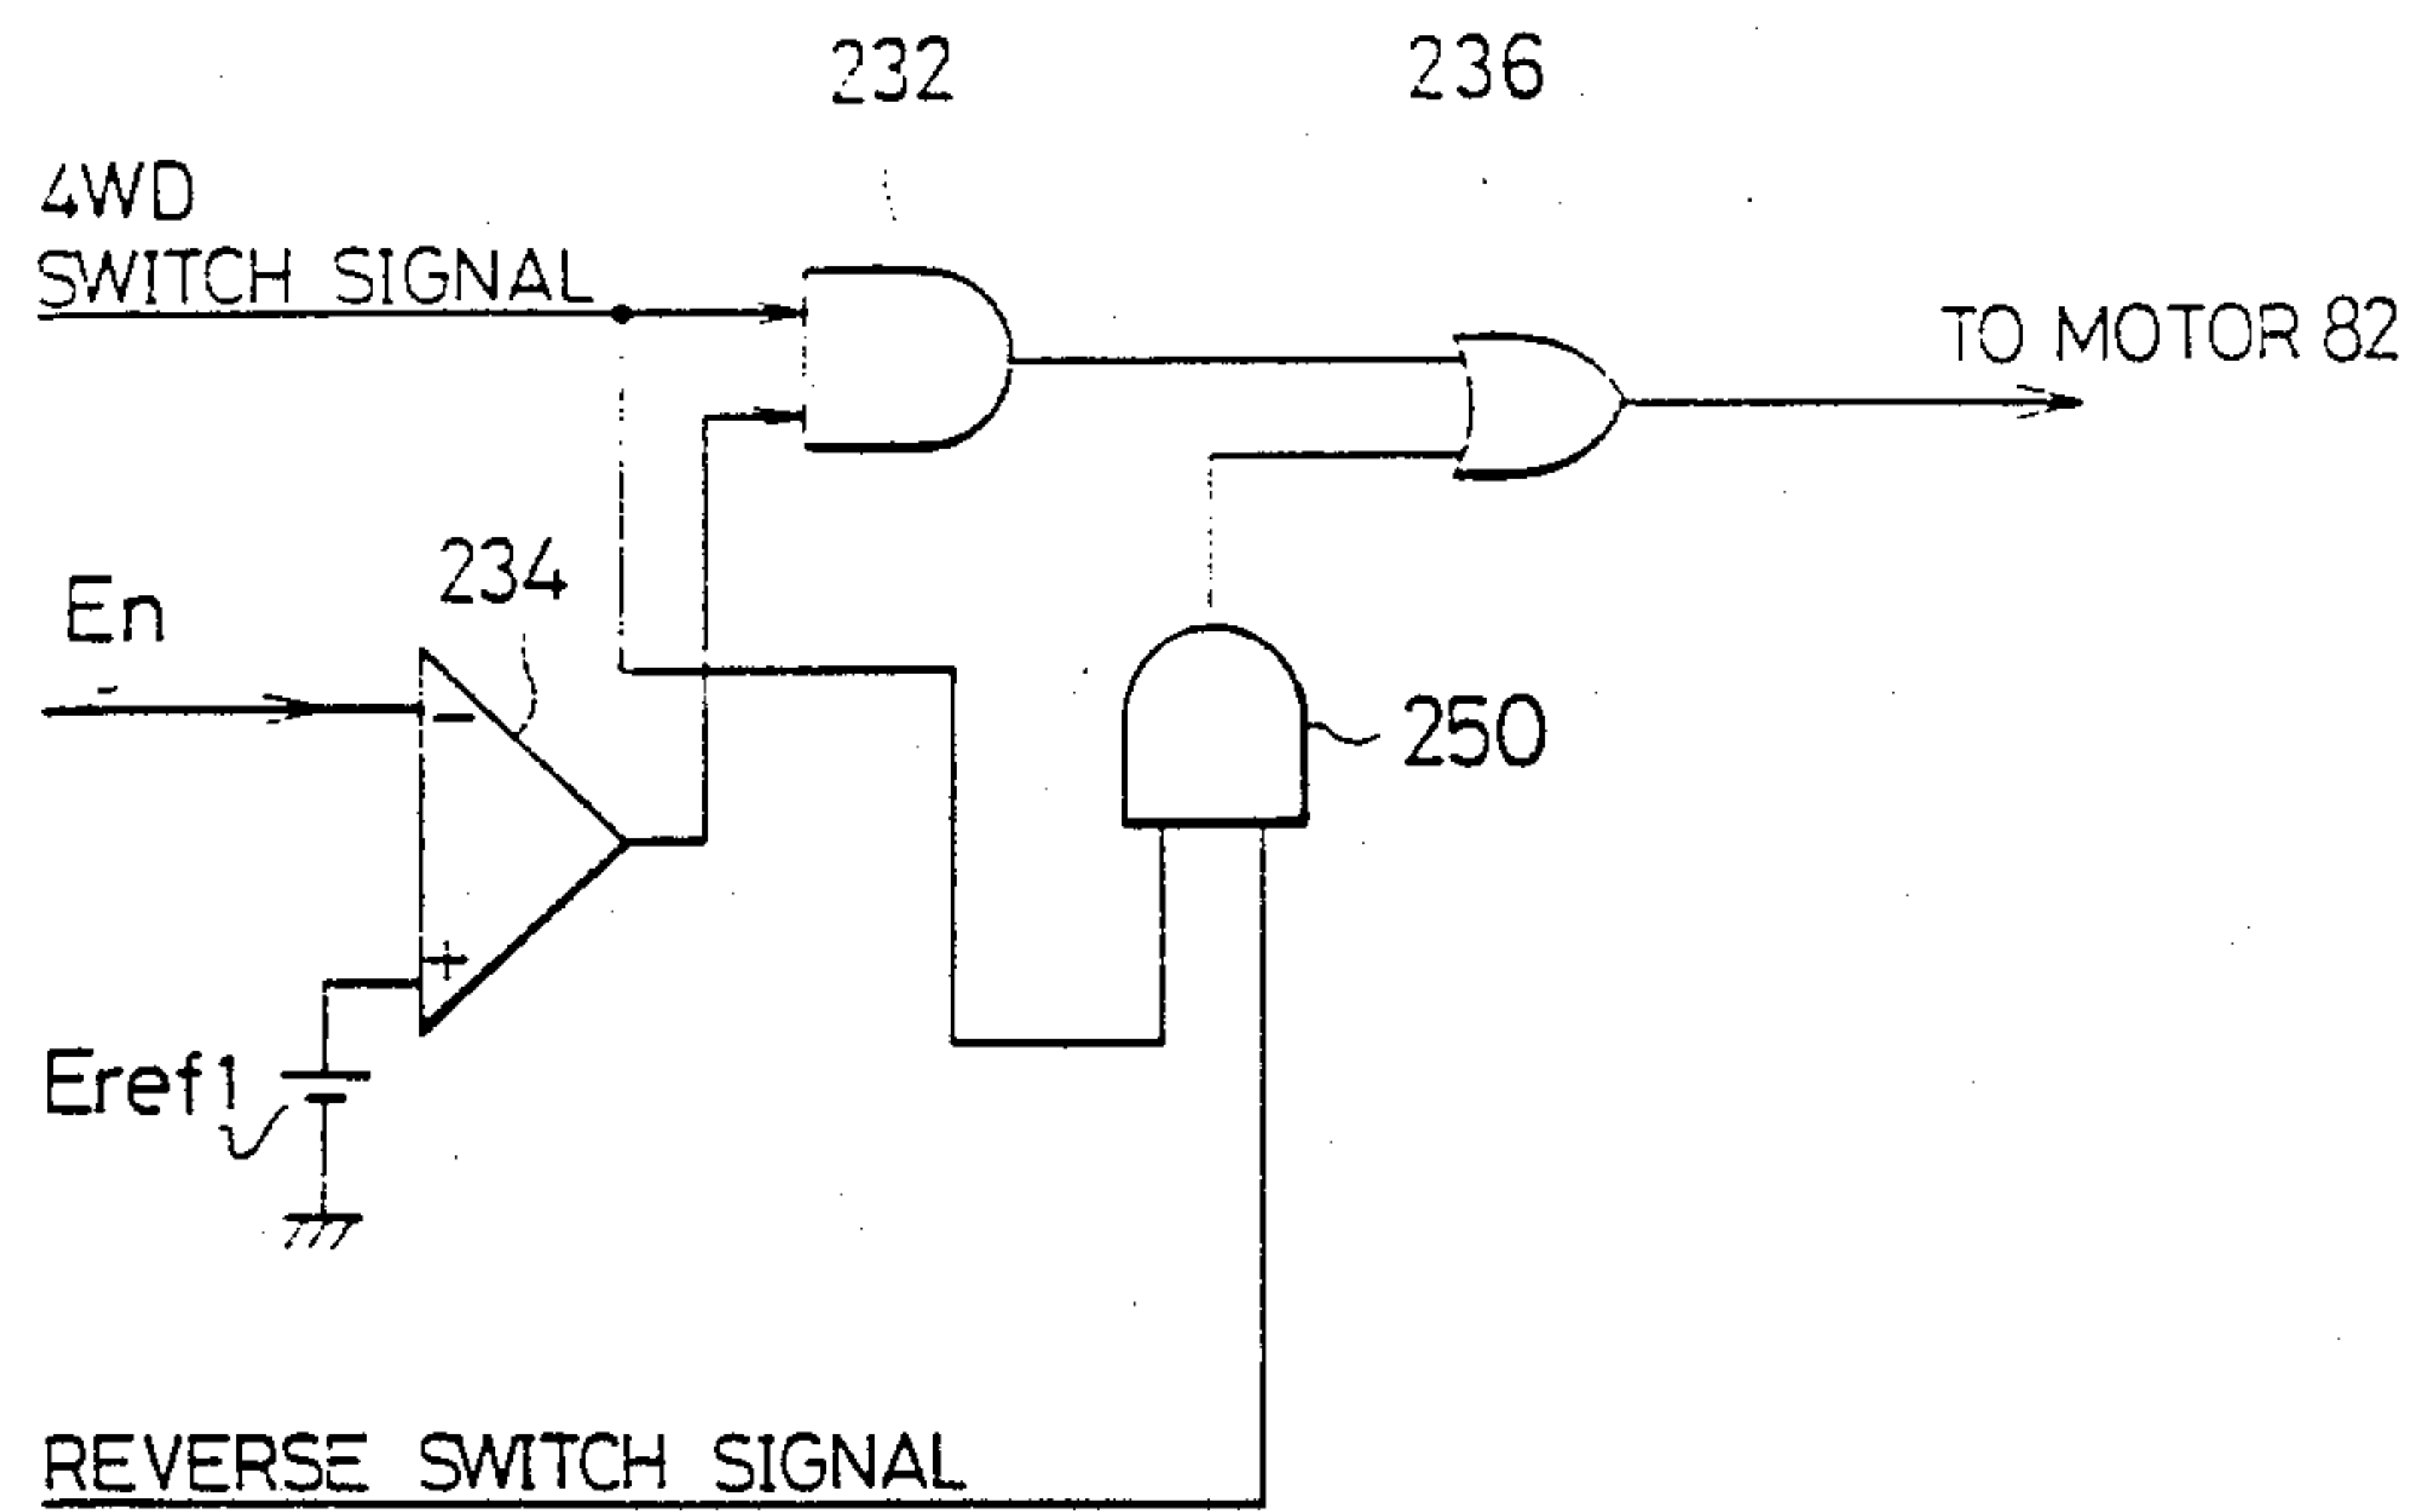 232
236
4WD
SWITCH SIGNAL
TO MOTOR 82
En
234
−
250
+
Eref1
REVERSE SWITCH SIGNAL